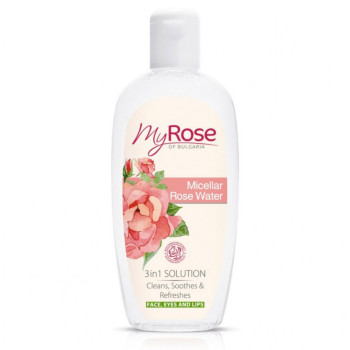 My Rose
OF BULGARIA
Micellar
Rose Water
3in1 SOLUTION
Cleans, Soothes &
Refreshes
FACE, EYES AND LIPS